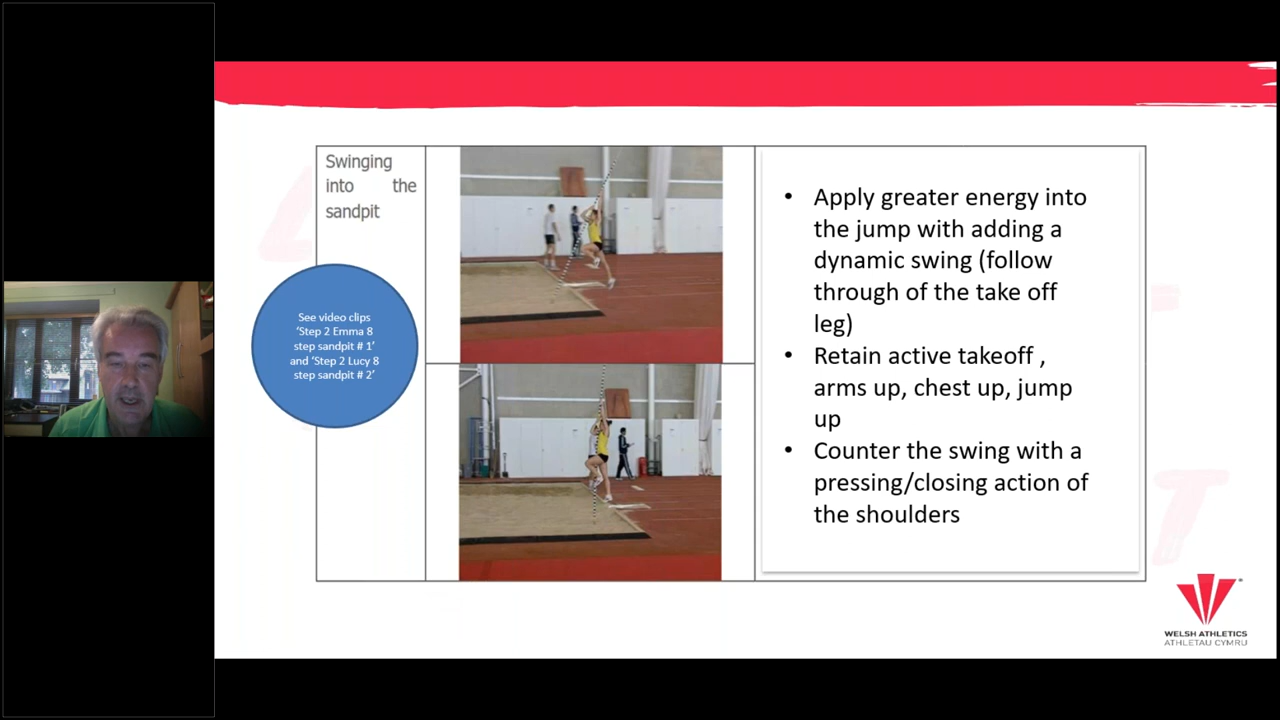 Swinging
into the
sandpit
See video clips
‘Step 2 Emma 8
step sandpit # 1’
and ‘Step 2 Lucy 8
step sandpit # 2’
• Apply greater energy into
the jump with adding a
dynamic swing (follow
through of the take off
leg)
• Retain active takeoff ,
arms up, chest up, jump
up
• Counter the swing with a
pressing/closing action of
the shoulders
WELSH ATHLETICS
ATHLETAU CYMRU